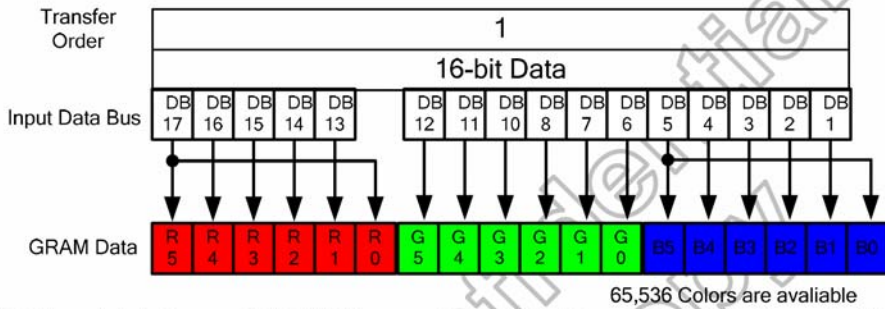 Transfer Order
1
16-bit Data
Input Data Bus
DB 17 DB 16 DB 15 DB 14 DB 13 DB 12 DB 11 DB 10 DB 8 DB 7 DB 6 DB 5 DB 4 DB 3 DB 2 DB 1
GRAM Data
R 5 R 4 R 3 R 2 R 1 R 0 G 5 G 4 G 3 G 2 G 1 G 0 B5 B4 B3 B2 B1 B0
65,536 Colors are avaliable